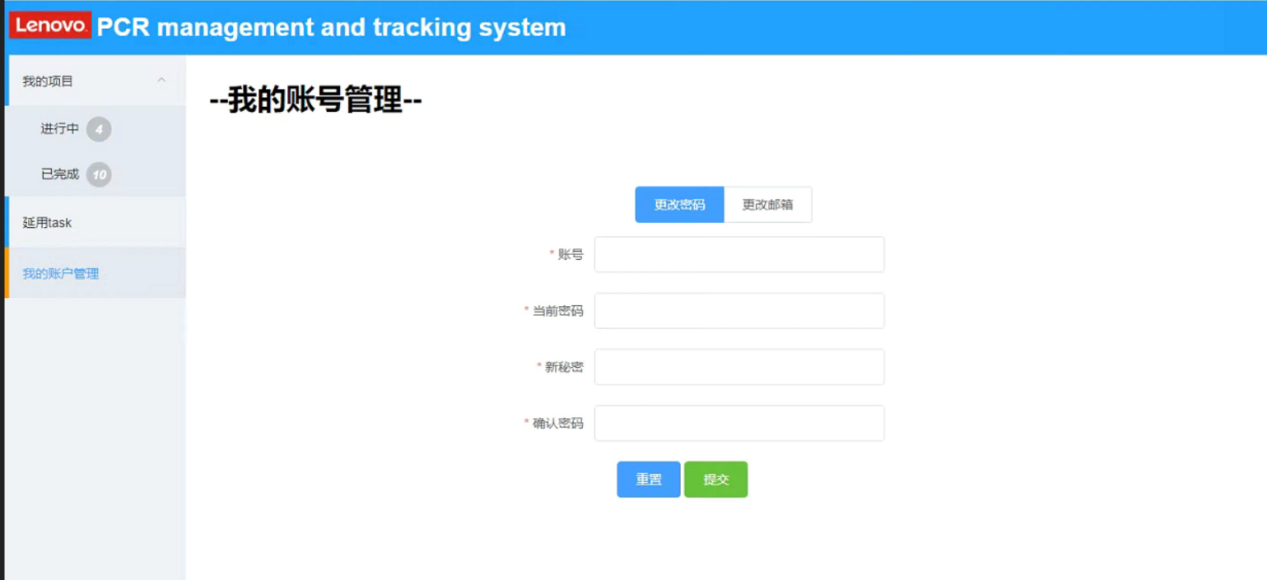 Lenovo. PCR management and tracking system
我的项目
进行中 4
已完成 10
延用task
我的账户管理
--我的账号管理--
更改密码 更改邮箱
* 账号
* 当前密码
* 新秘密
* 确认密码
重置 提交